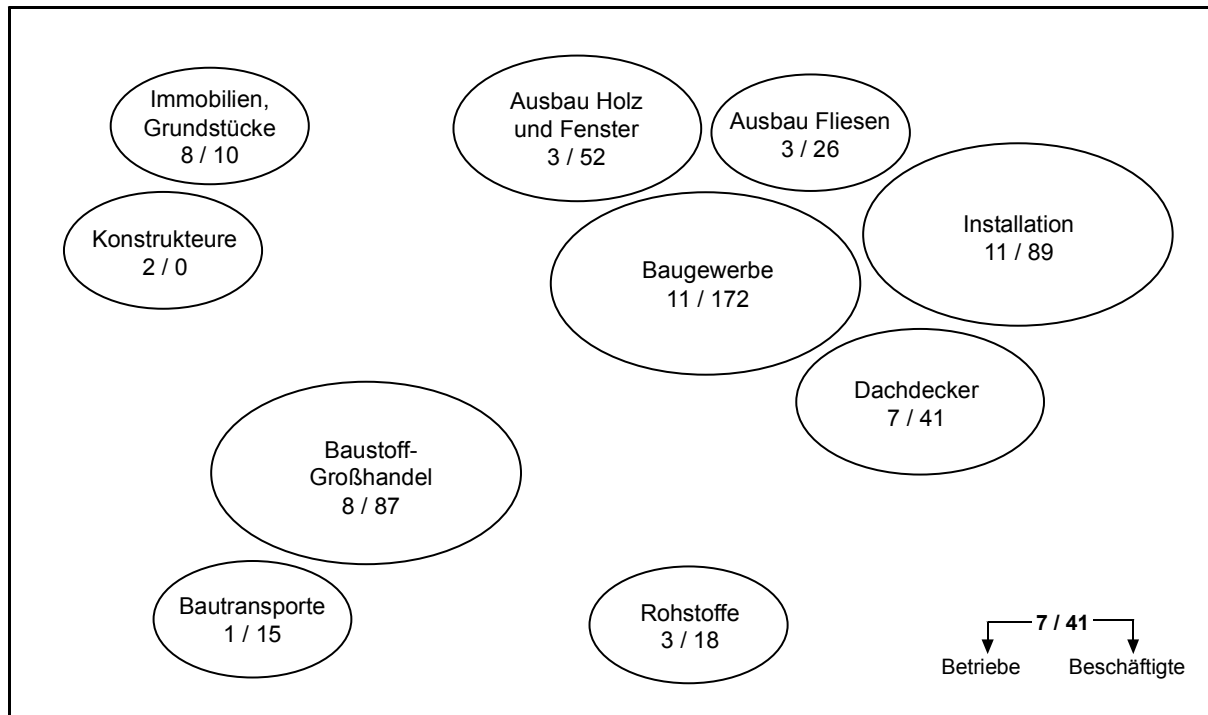 Immobilien,
Grundstücke
8 / 10
Konstrukteure
2 / 0
Ausbau Holz
und Fenster
3 / 52
Ausbau Fliesen
3 / 26
Installation
11 / 89
Baugewerbe
11 / 172
Dachdecker
7 / 41
Baustoff-
Großhandel
8 / 87
Bautransporte
1 / 15
Rohstoffe
3 / 18
7 / 41
Betriebe
Beschäftigte